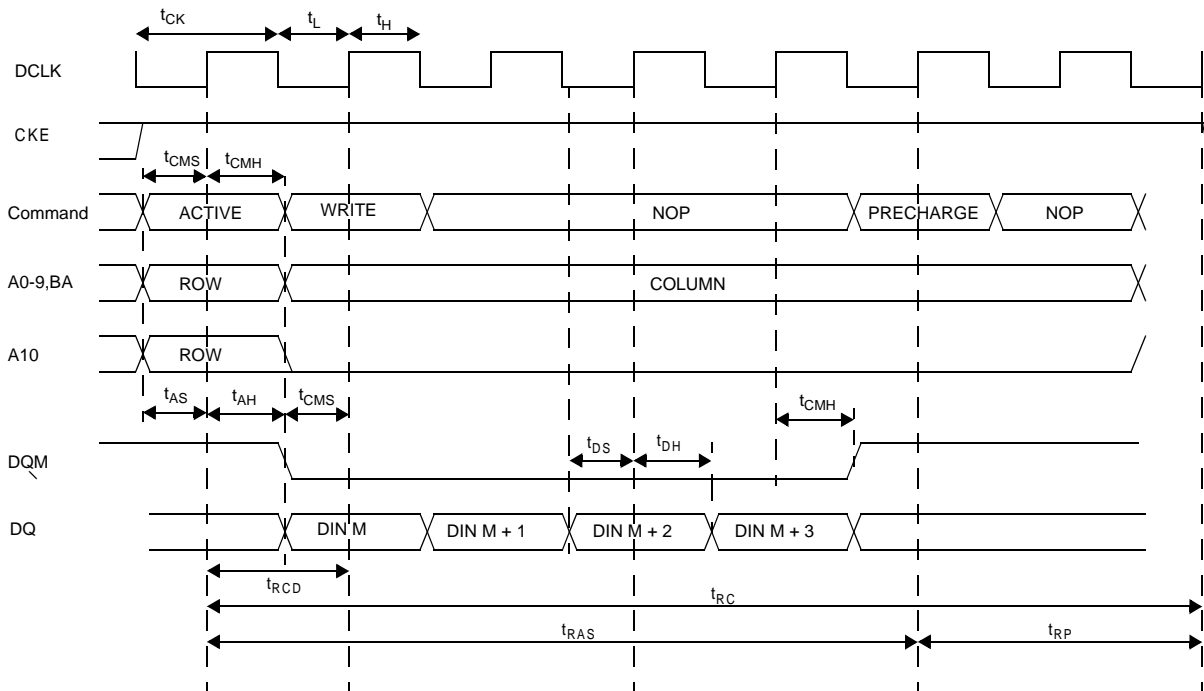 tCK tL tH
DCLK
CKE
tCMS tCMH
Command ACTIVE WRITE NOP PRECHARGE NOP
A0-9,BA ROW COLUMN
A10 ROW
tAS tAH tCMS tCMH
DQM tDS tDH
DQ DIN M DIN M + 1 DIN M + 2 DIN M + 3
tRCD tRC
tRAS tRP